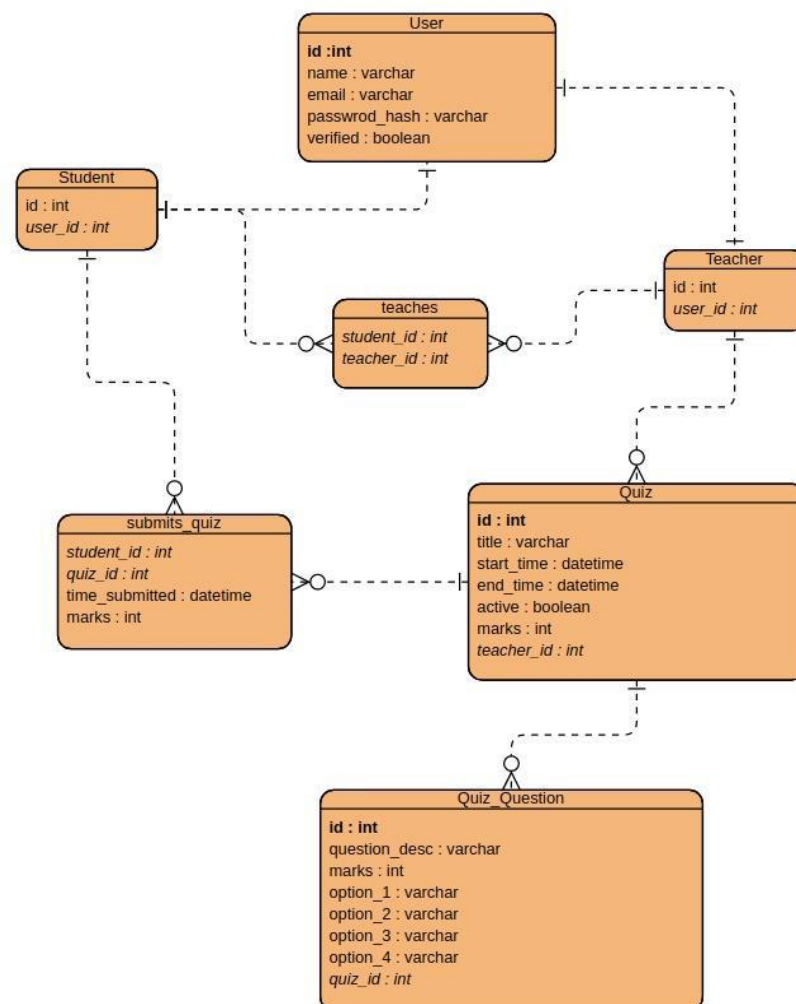 User
id :int
name : varchar
email : varchar
passwrod_hash : varchar
verified : boolean
Student
id : int
user_id : int
Teacher
id : int
user_id : int
teaches
student_id : int
teacher_id : int
submits_quiz
student_id : int
quiz_id : int
time_submitted : datetime
marks : int
Quiz
id : int
title : varchar
start_time : datetime
end_time : datetime
active : boolean
marks : int
teacher_id : int
Quiz_Question
id : int
question_desc : varchar
marks : int
option_1 : varchar
option_2 : varchar
option_3 : varchar
option_4 : varchar
quiz_id : int